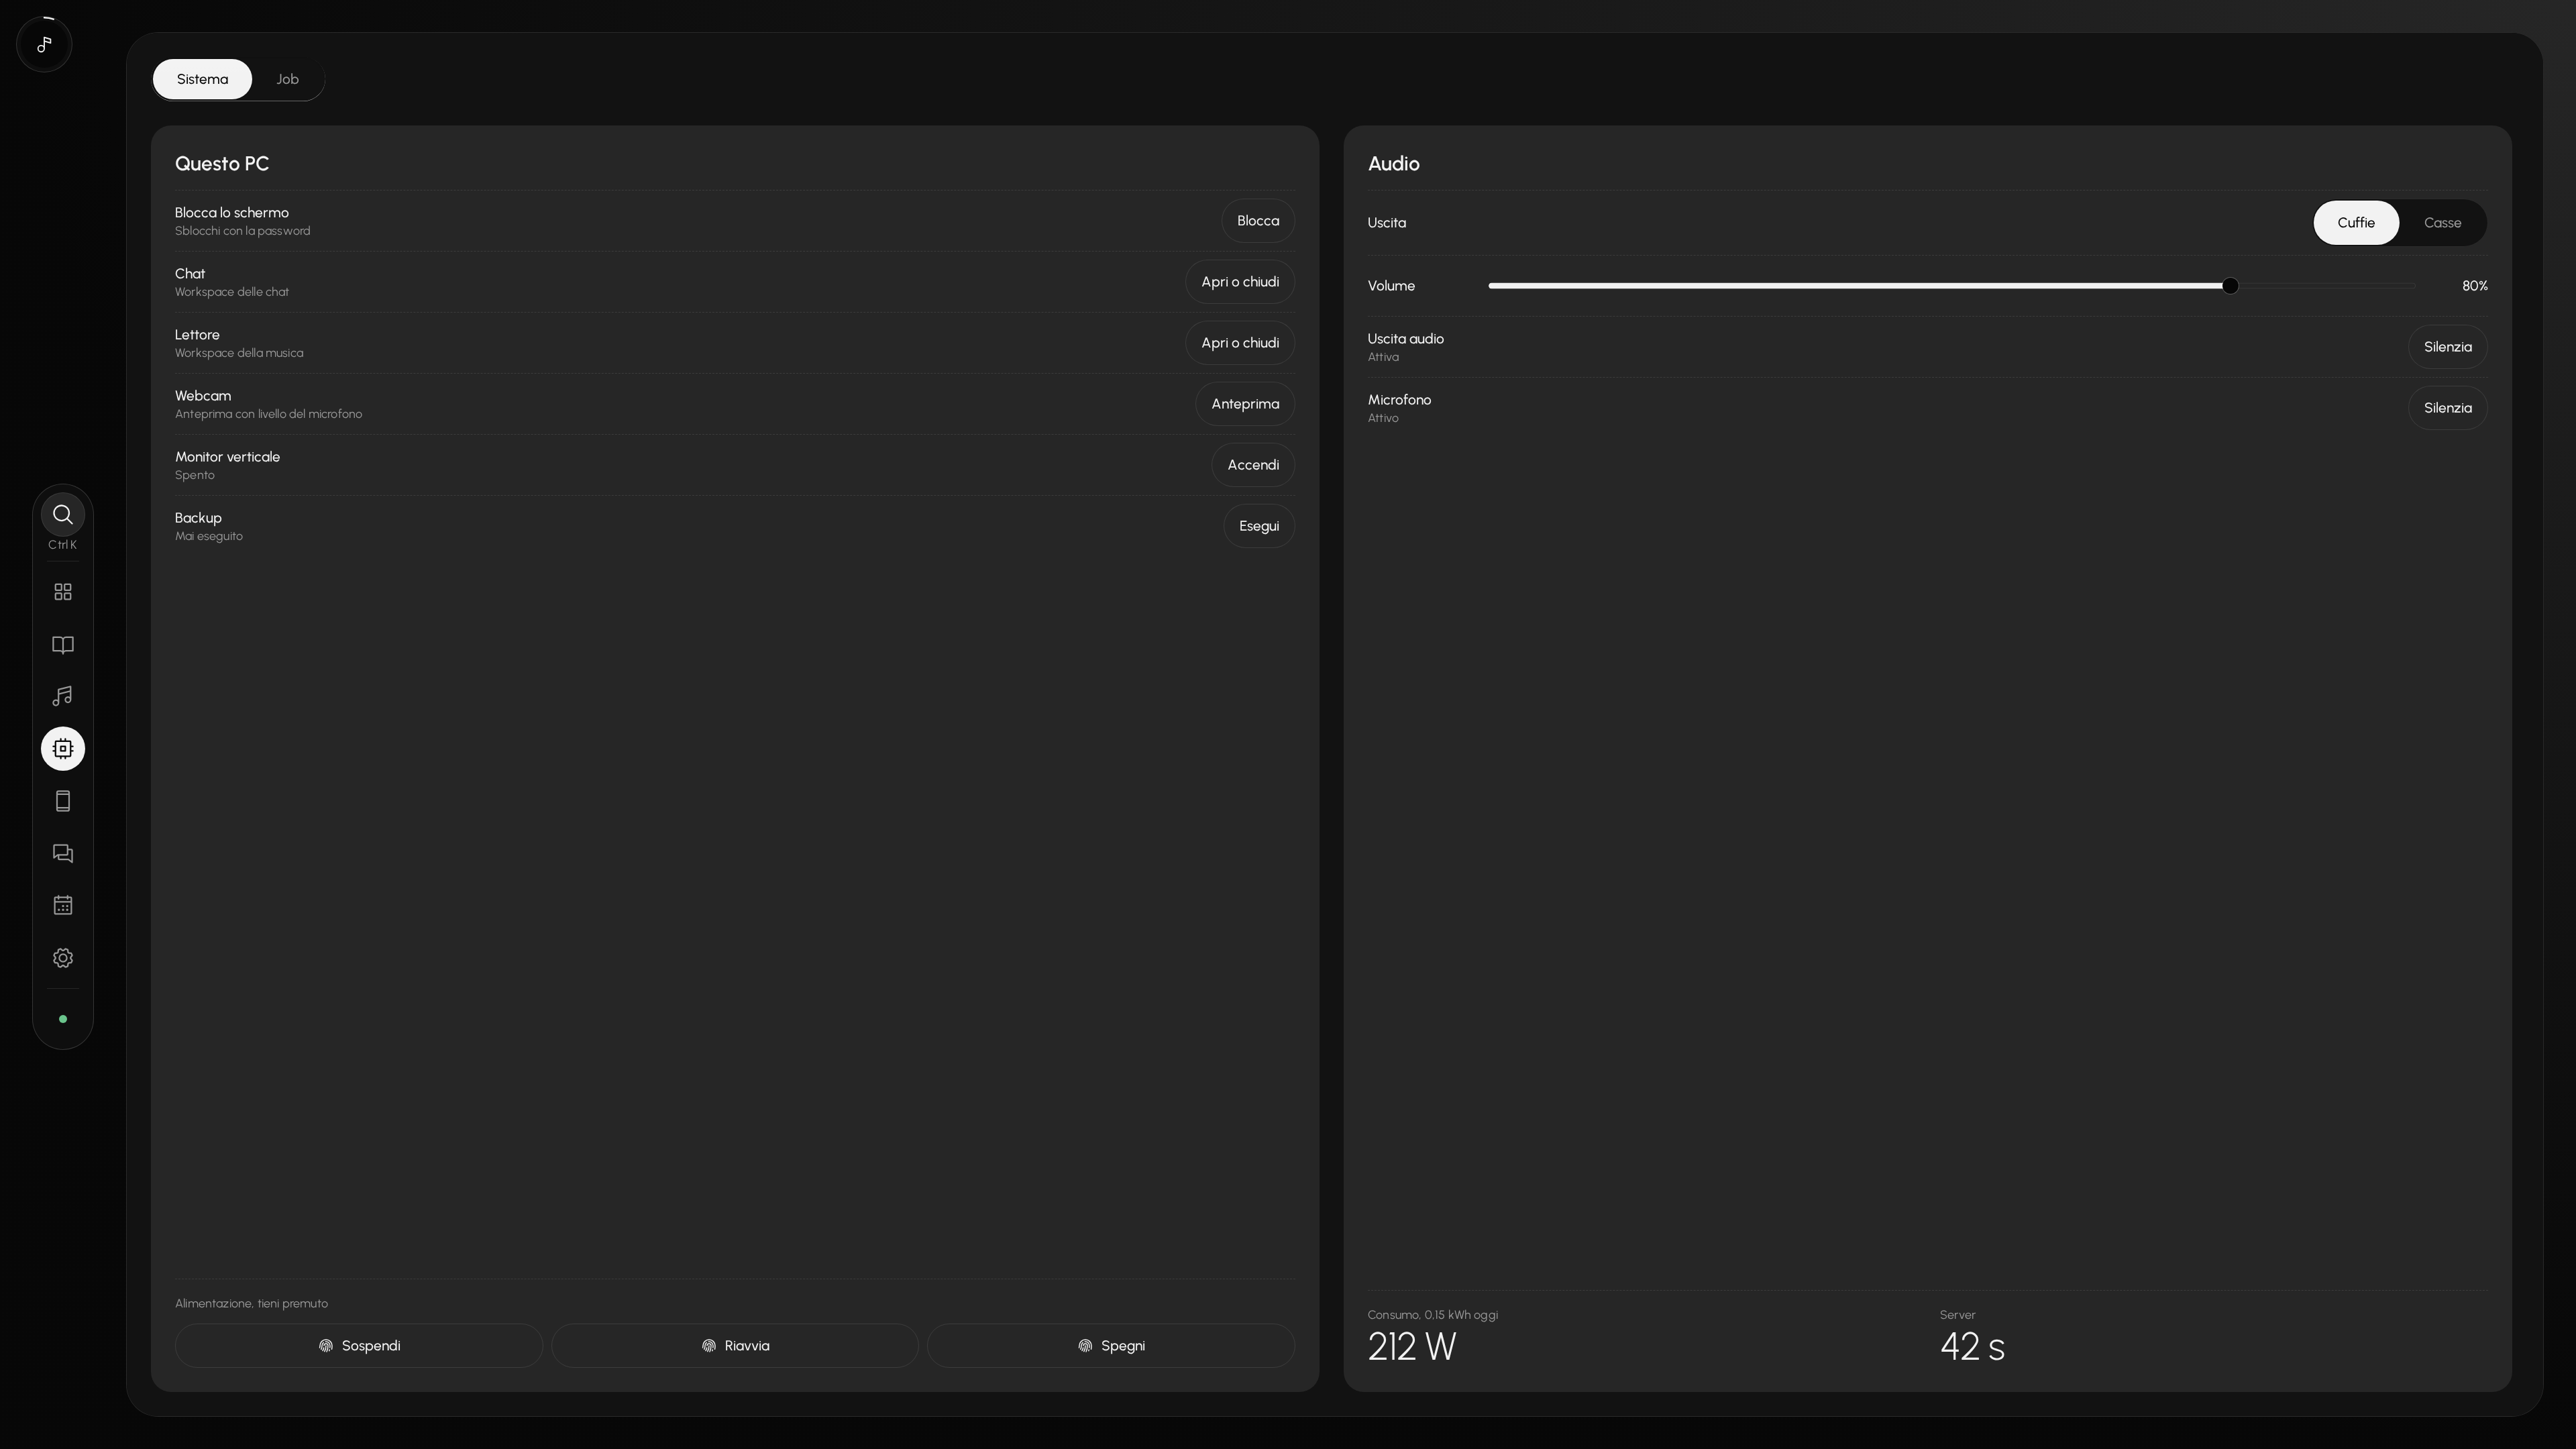 Sistema
Job
Questo PC
Blocca lo schermo
Sblocchi con la password
Blocca
Chat
Workspace delle chat
Apri o chiudi
Lettore
Workspace della musica
Apri o chiudi
Webcam
Anteprima con livello del microfono
Anteprima
Monitor verticale
Spento
Accendi
Backup
Mai eseguito
Esegui
Alimentazione, tieni premuto
Sospendi
Riavvia
Spegni
Audio
Uscita
Cuffie
Casse
Volume
80%
Uscita audio
Attiva
Silenzia
Microfono
Attivo
Silenzia
Consumo, 0,15 kWh oggi
212 W
Server
42 s
Ctrl K